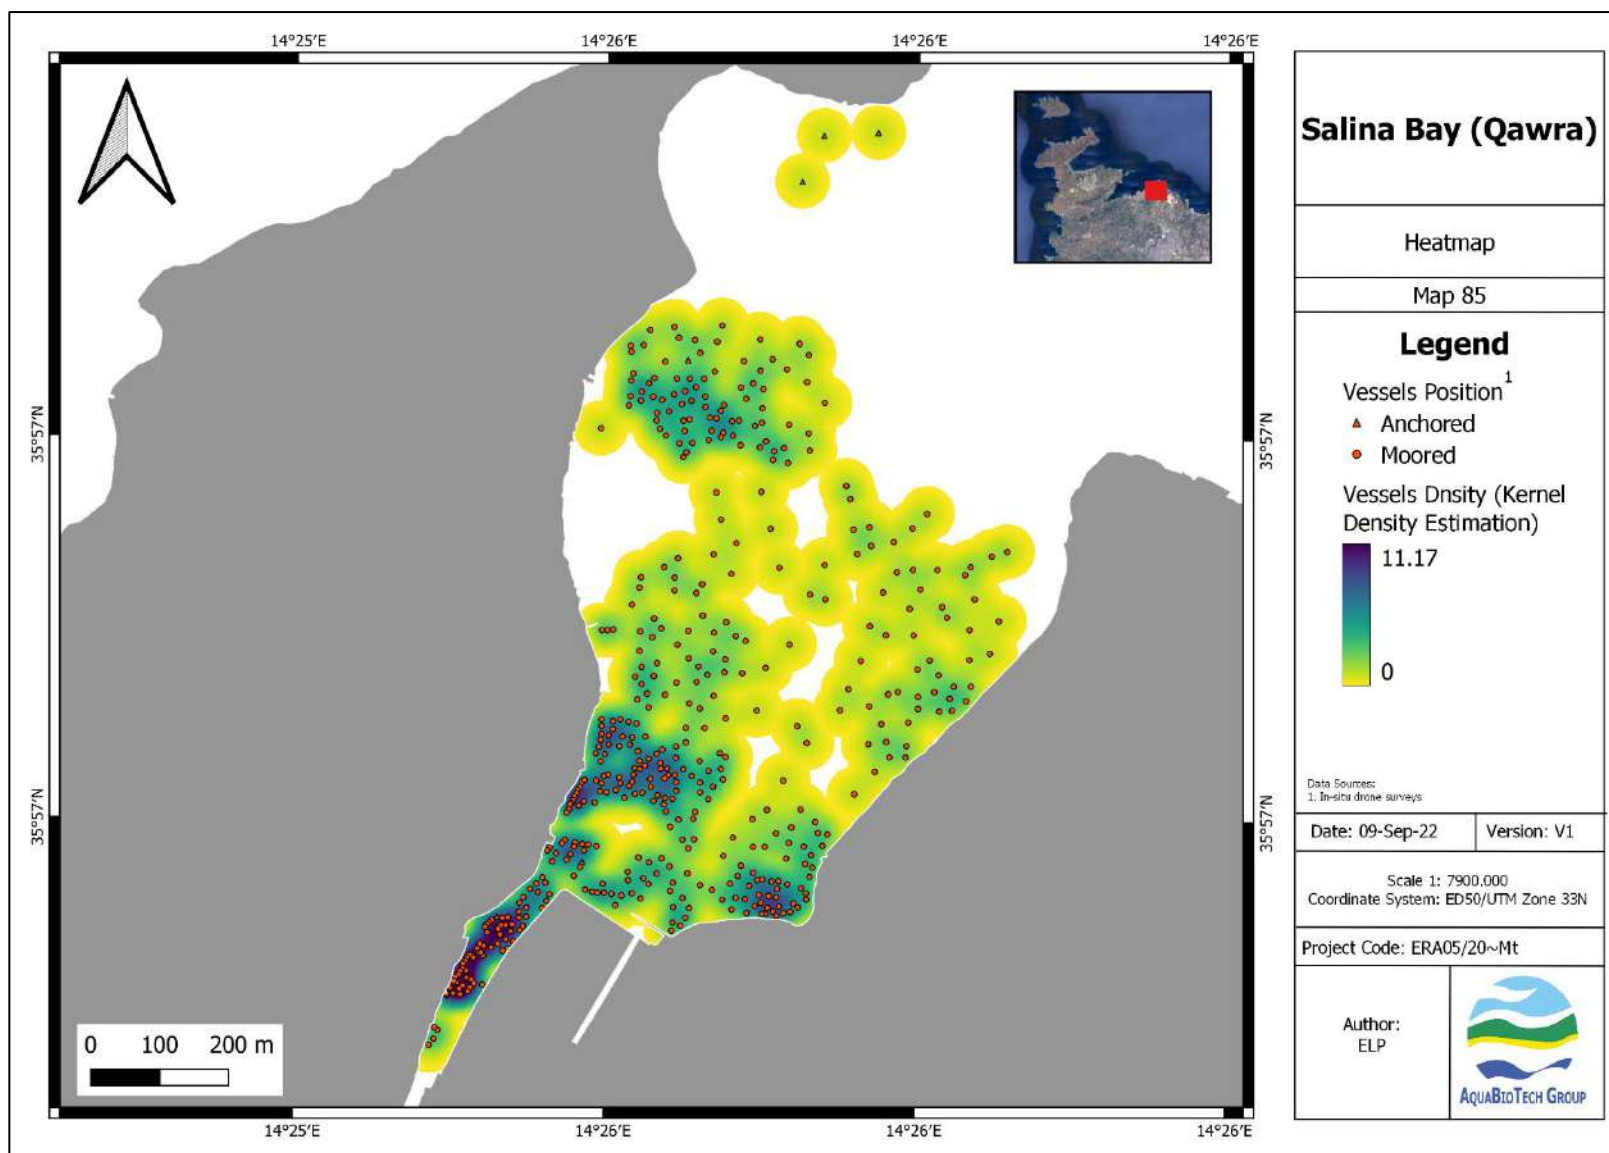 14°25'E 14°26'E 14°26'E 14°26'E
35°57'N 35°57'N
35°57'N 35°57'N
0 100 200 m
14°25'E 14°26'E 14°26'E 14°26'E
Salina Bay (Qawra)
Heatmap
Map 85
Legend
Vessels Position¹
Anchored
Moored
Vessels Dnsity (Kernel
Density Estimation)
11.17
0
Data Sources:
1. In-situ drone surveys
Date: 09-Sep-22 Version: V1
Scale 1: 7900.000
Coordinate System: ED50/UTM Zone 33N
Project Code: ERA05/20~Mt
Author:
ELP
AQUABIOTECH GROUP